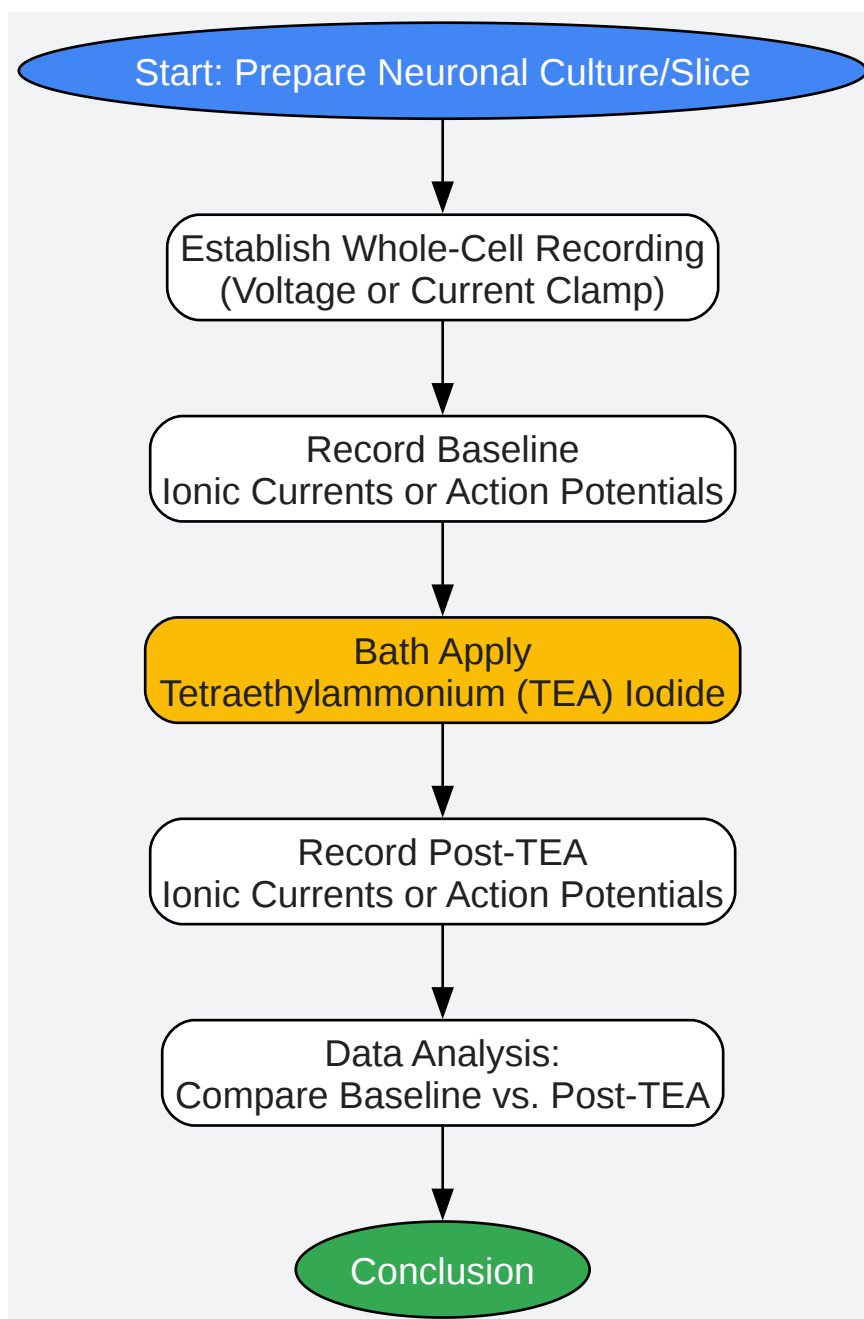 Start: Prepare Neuronal Culture/Slice
Establish Whole-Cell Recording
(Voltage or Current Clamp)
Record Baseline
Ionic Currents or Action Potentials
Bath Apply
Tetraethylammonium (TEA) Iodide
Record Post-TEA
Ionic Currents or Action Potentials
Data Analysis:
Compare Baseline vs. Post-TEA
Conclusion